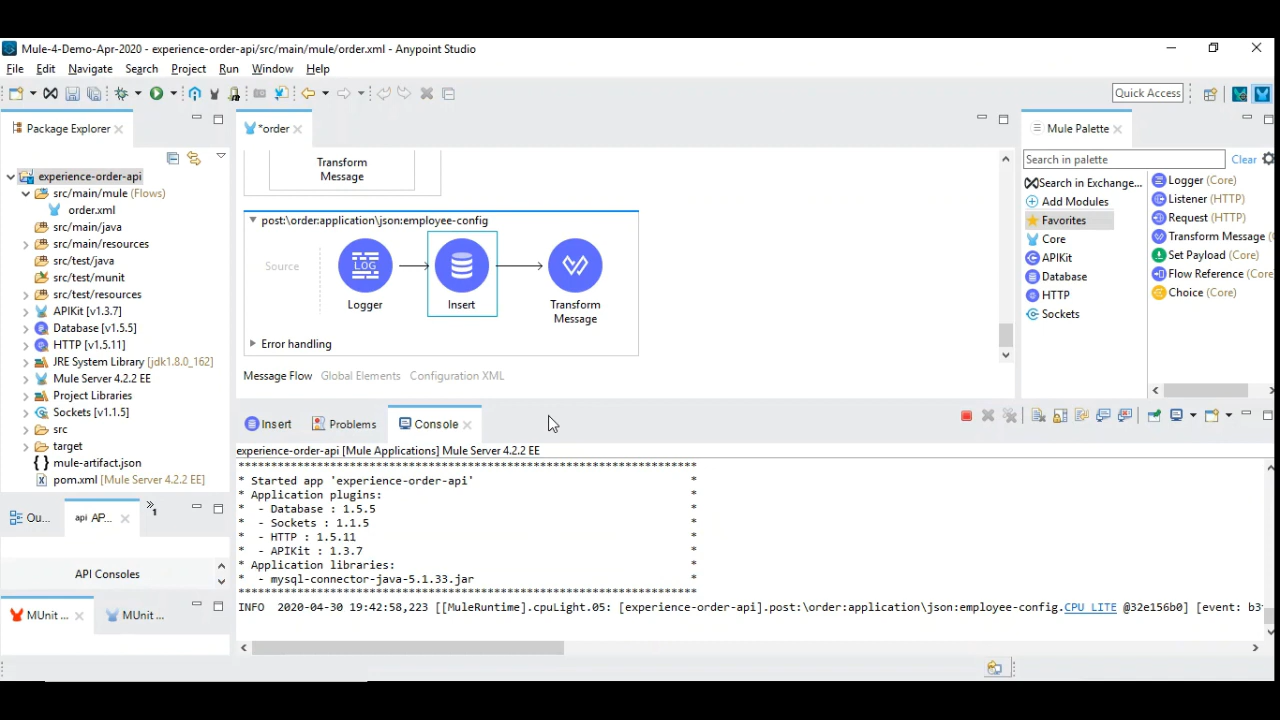 Mule-4-Demo-Apr-2020 - experience-order-api/src/main/mule/order.xml - Anypoint Studio
File Edit Navigate Search Project Run Window Help
Quick Access
Package Explorer
*order
Mule Palette
Search in palette
Clear
experience-order-api
src/main/mule (Flows)
order.xml
src/main/java
src/main/resources
src/test/java
src/test/munit
src/test/resources
APIKit [v1.3.7]
Database [v1.5.5]
HTTP [v1.5.11]
JRE System Library [jdk1.8.0_162]
Mule Server 4.2.2 EE
Project Libraries
Sockets [v1.1.5]
src
target
mule-artifact.json
pom.xml [Mule Server 4.2.2 EE]
Transform
Message
post:\order:application\json:employee-config
Source
LOG
Logger
Insert
Transform
Message
Error handling
Message Flow Global Elements Configuration XML
Search in Exchange...
Add Modules
Favorites
Core
APIKit
Database
HTTP
Sockets
Logger (Core)
Listener (HTTP)
Request (HTTP)
Transform Message
Set Payload (Core)
Flow Reference (Core)
Choice (Core)
Ou...
api AP...
1
API Consoles
MUnit ...
MUnit ...
Insert Problems Console
experience-order-api [Mule Applications] Mule Server 4.2.2 EE
**********************************************************************
* Started app 'experience-order-api' *
* Application plugins: *
* - Database : 1.5.5 *
* - Sockets : 1.1.5 *
* - HTTP : 1.5.11 *
* - APIKit : 1.3.7 *
* Application libraries: *
* - mysql-connector-java-5.1.33.jar *
**********************************************************************
INFO 2020-04-30 19:42:58,223 [[MuleRuntime].cpuLight.05: [experience-order-api].post:\order:application\json:employee-config.CPU_LITE @32e156b0] [event: b3